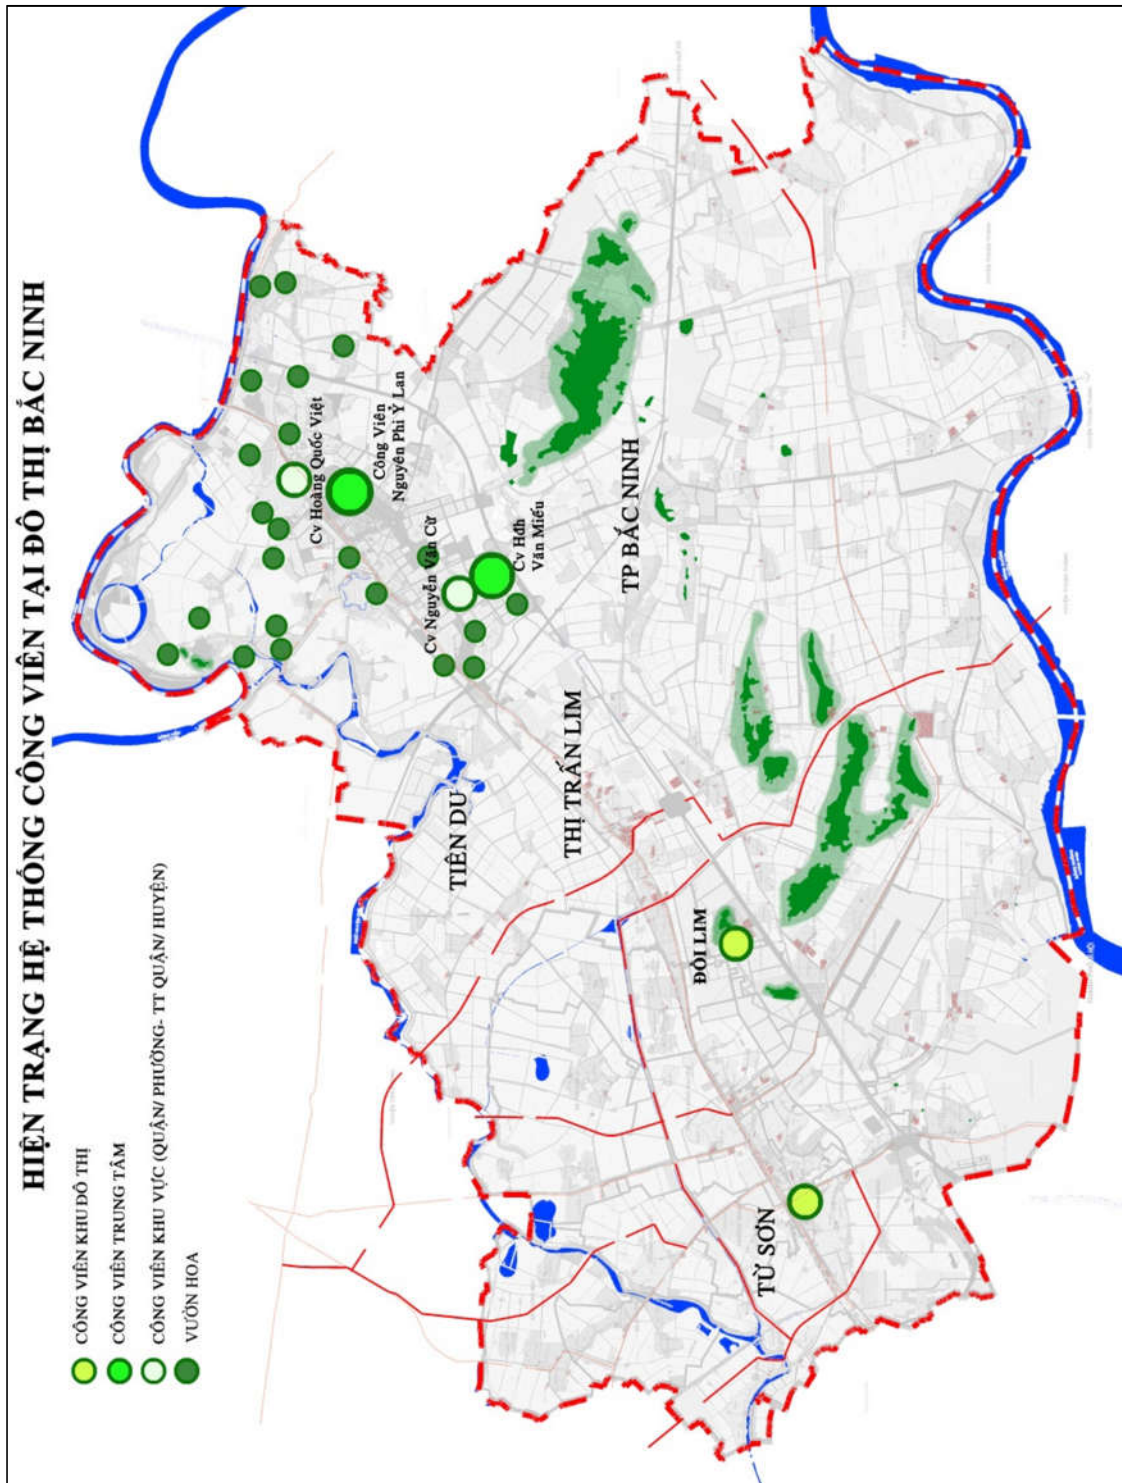 HIỆN TRẠNG HỆ THỐNG CÔNG VIÊN TẠI ĐÔ THỊ BẮC NINH
CÔNG VIÊN KHU ĐÔ THỊ
CÔNG VIÊN TRUNG TÂM
CÔNG VIÊN KHU VỰC (QUẬN/ PHƯỜNG- TT QUẬN/ HUYỆN)
VƯỜN HOA
Cv Hoàng Quốc Việt
Công Viên
Nguyên Phi Ỷ Lan
Cv Nguyễn Văn Cừ
Cv Hđh
Văn Miếu
TP BẮC NINH
TIÊN DU
THỊ TRẤN LIM
ĐỒI LIM
TỪ SƠN